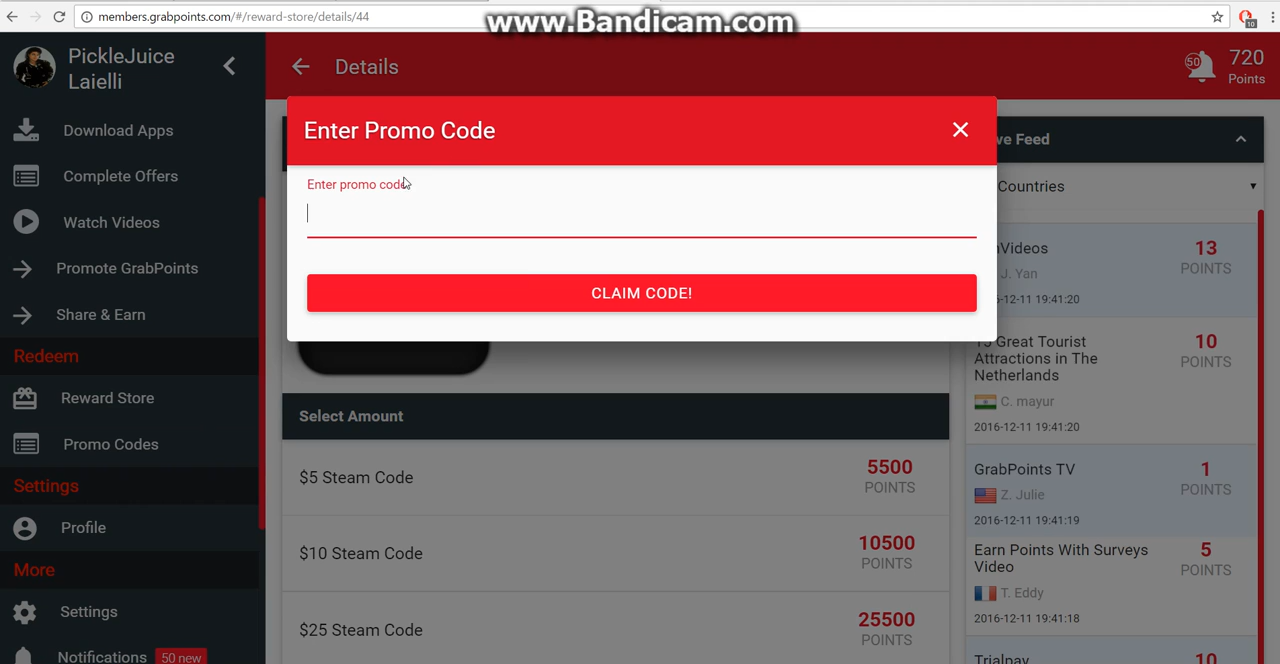 members.grabpoints.com/#/reward-store/details/44
www.Bandicam.com
10
PickleJuice
Laielli
Download Apps
Complete Offers
Watch Videos
Promote GrabPoints
Share & Earn
Redeem
Reward Store
Promo Codes
Settings
Profile
More
Settings
Notifications 50 new
Details
50
720
Points
Enter Promo Code
Enter promo code
CLAIM CODE!
Select Amount
$5 Steam Code
5500
POINTS
$10 Steam Code
10500
POINTS
$25 Steam Code
25500
POINTS
ve Feed
Countries
Videos
13
POINTS
J. Yan
-12-11 19:41:20
15 Great Tourist
Attractions in The
Netherlands
10
POINTS
C. mayur
2016-12-11 19:41:20
GrabPoints TV
1
POINTS
Z. Julie
2016-12-11 19:41:19
Earn Points With Surveys
Video
5
POINTS
T. Eddy
2016-12-11 19:41:18
Trialpay
10